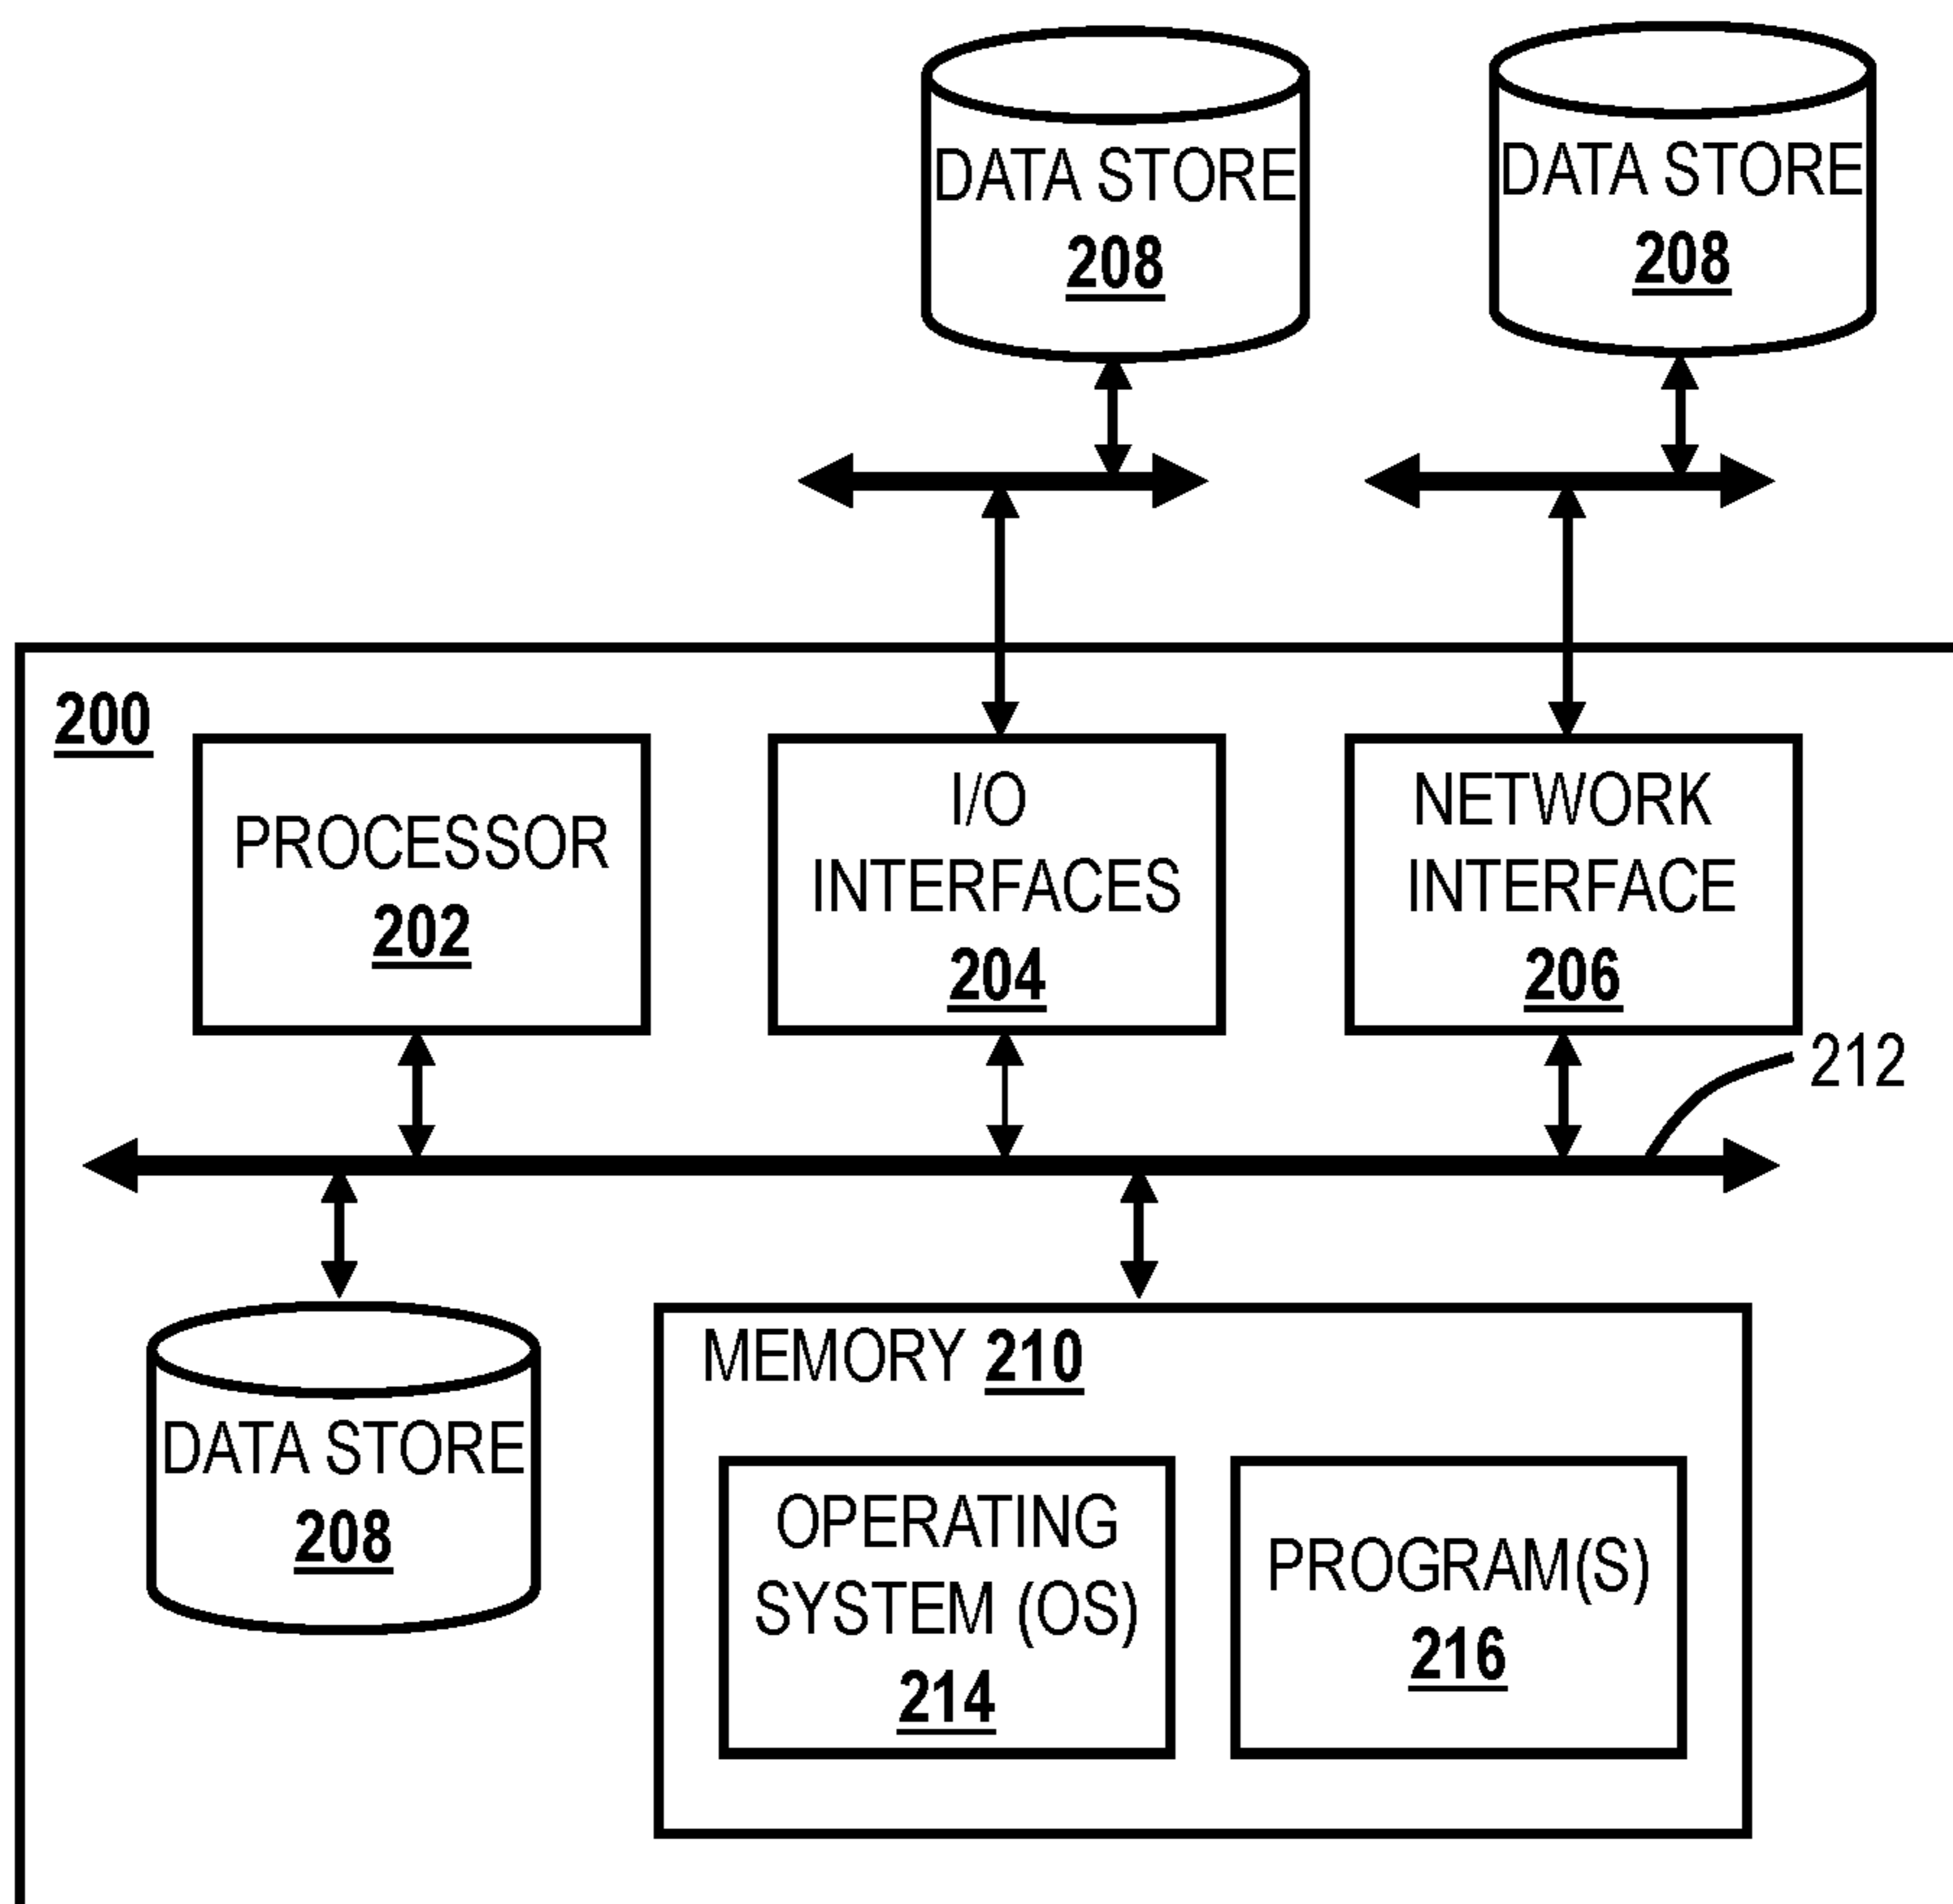 DATA STORE
208
DATA STORE
208
200
PROCESSOR
202
I/O
INTERFACES
204
NETWORK
INTERFACE
206
212
DATA STORE
208
MEMORY 210
OPERATING
SYSTEM (OS)
214
PROGRAM(S)
216